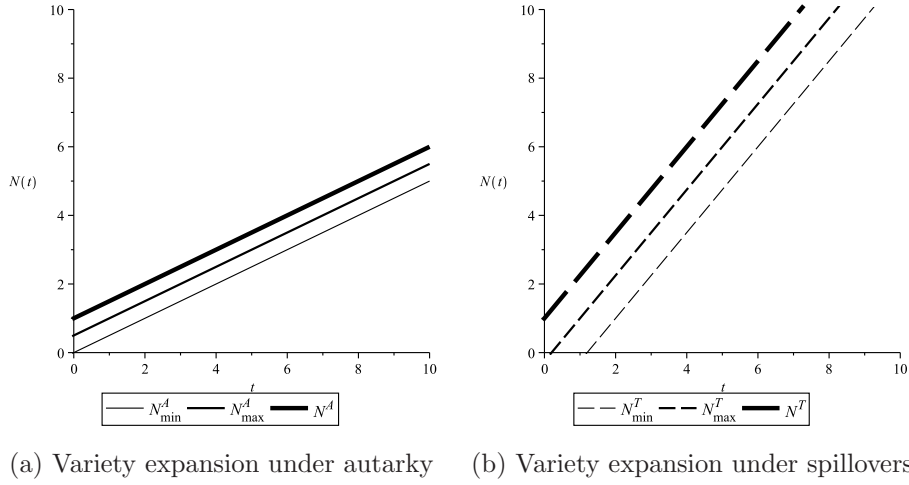 10
8
6
N(t)
4
2
0
0 2 4 6 8 10
t
N^A_min N^A_max N^A
(a) Variety expansion under autarky
10
8
6
N(t)
4
2
0
0 2 4 6 8 10
t
N^T_min N^T_max N^T
(b) Variety expansion under spillovers